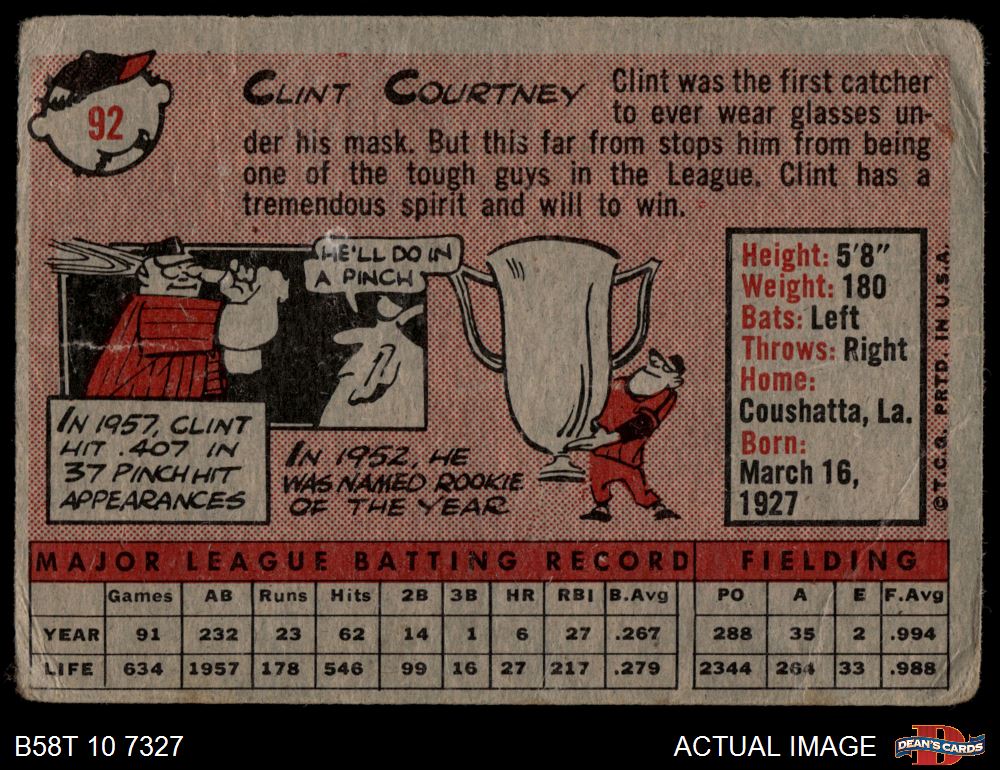 92
CLINT COURTNEY
Clint was the first catcher
to ever wear glasses un-
der his mask. But this far from stops him from being
one of the tough guys in the League. Clint has a
tremendous spirit and will to win.
HE'LL DO IN
A PINCH
IN 1957, CLINT
HIT .407 IN
37 PINCH HIT
APPEARANCES
IN 1952, HE
WAS NAMED ROOKIE
OF THE YEAR
Height: 5'8"
Weight: 180
Bats: Left
Throws: Right
Home:
Coushatta, La.
Born:
March 16,
1927
© T.C.G. PRTD. IN U.S.A.
MAJOR LEAGUE BATTING RECORD FIELDING
Games AB Runs Hits 2B 3B HR RBI B.Avg PO A E F.Avg
YEAR 91 232 23 62 14 1 6 27 .267 288 35 2 .994
LIFE 634 1957 178 546 99 16 27 217 .279 2344 264 33 .988
B58T 10 7327
ACTUAL IMAGE
D
DEAN'S CARDS